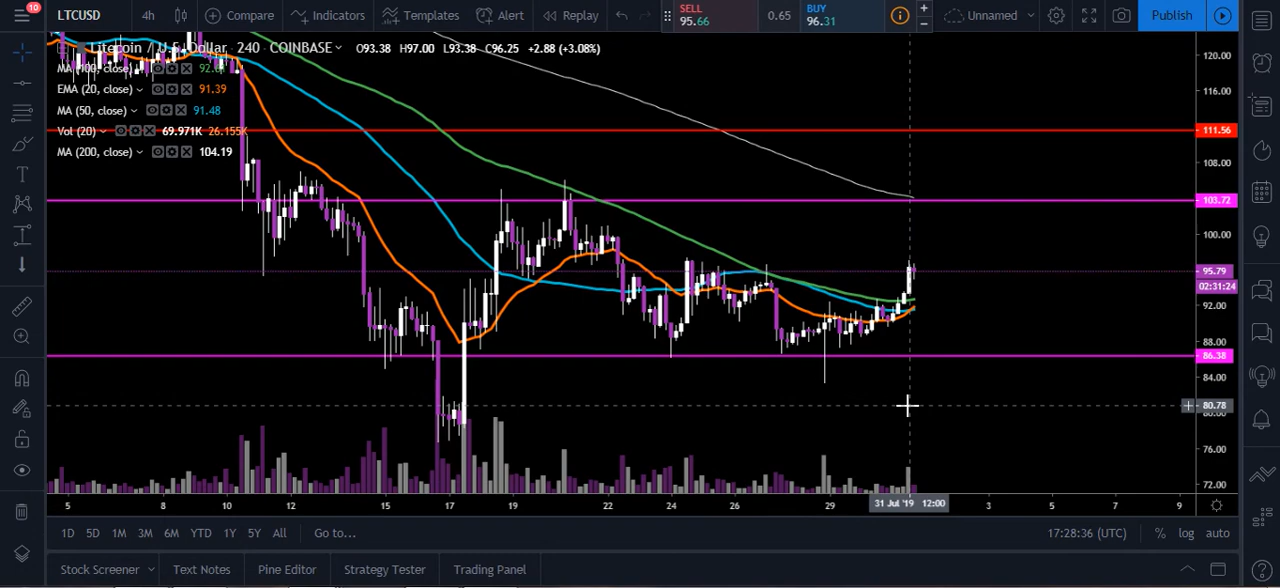 10
LTCUSD 4h Compare Indicators Templates Alert Replay SELL 95.66 0.65 BUY 96.31 Unnamed Publish
Litecoin / U.S. Dollar 240 COINBASE O93.38 H97.00 L93.38 C96.25 +2.88 (+3.08%)
MA (100, close)
EMA (20, close) 91.39
MA (50, close) 91.48
Vol (20) 69.971K 26.155K
MA (200, close) 104.19
120.00
116.00
111.56
108.00
103.72
100.00
95.79
02:31:24
92.00
88.00
86.38
84.00
80.78
76.00
72.00
5 8 10 12 15 17 19 22 24 26 29 31 Jul '19 12:00 3 5 7 9
1D 5D 1M 3M 6M YTD 1Y 5Y All Go to... 17:28:36 (UTC) % log auto
Stock Screener Text Notes Pine Editor Strategy Tester Trading Panel